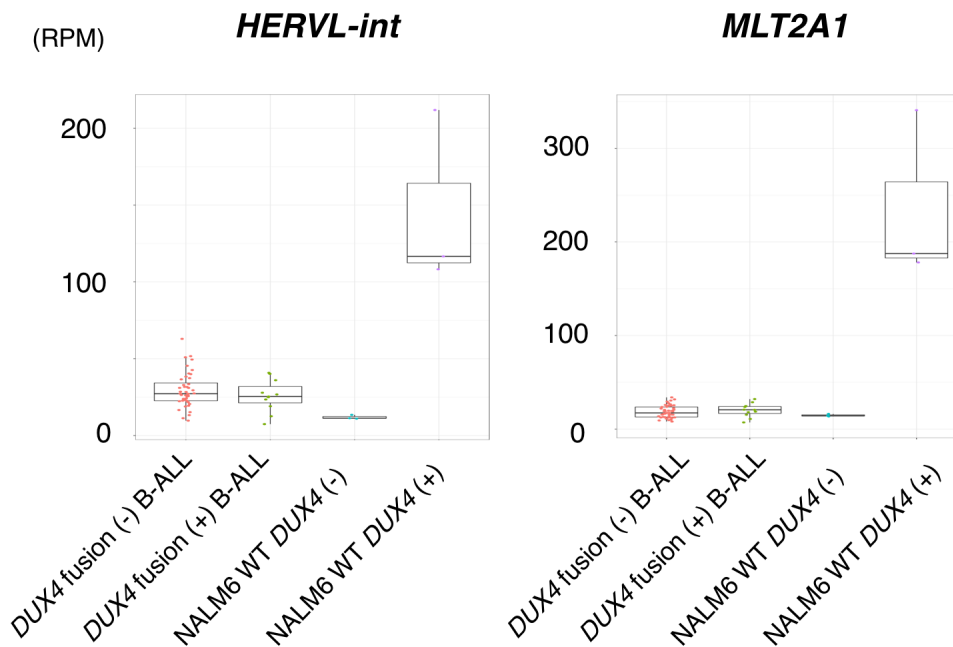 (RPM)
HERVL-int
200
100
0
DUX4 fusion (-) B-ALL
DUX4 fusion (+) B-ALL
NALM6 WT DUX4 (-)
NALM6 WT DUX4 (+)
MLT2A1
300
200
100
0
DUX4 fusion (-) B-ALL
DUX4 fusion (+) B-ALL
NALM6 WT DUX4 (-)
NALM6 WT DUX4 (+)